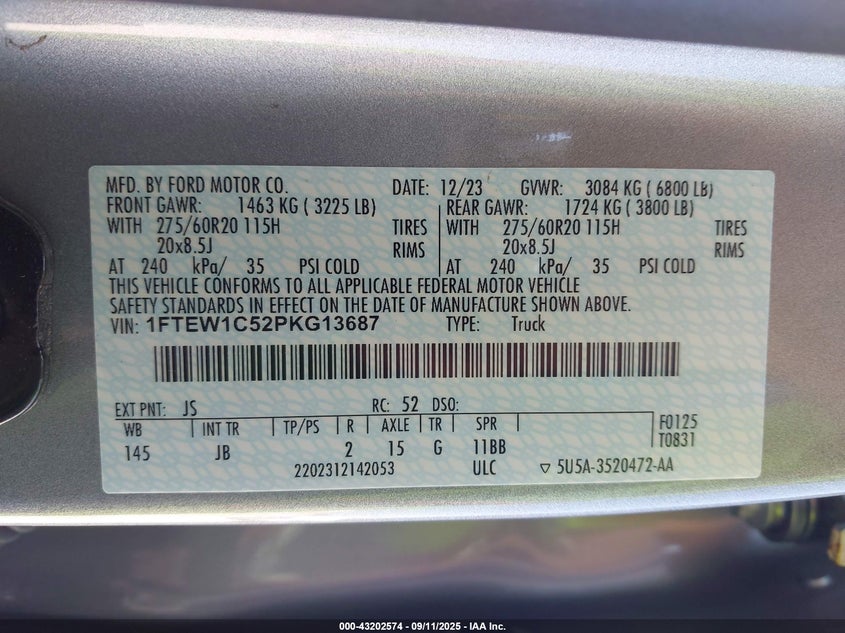 MFD. BY FORD MOTOR CO. DATE: 12/23 GVWR: 3084 KG ( 6800 LB)
FRONT GAWR: 1463 KG ( 3225 LB) REAR GAWR: 1724 KG ( 3800 LB)
WITH 275/60R20 115H TIRES WITH 275/60R20 115H TIRES
20x8.5J RIMS 20x8.5J RIMS
AT 240 kPa/ 35 PSI COLD AT 240 kPa/ 35 PSI COLD
THIS VEHICLE CONFORMS TO ALL APPLICABLE FEDERAL MOTOR VEHICLE
SAFETY STANDARDS IN EFFECT ON THE DATE OF MANUFACTURE SHOWN ABOVE.
VIN: 1FTEW1C52PKG13687 TYPE: Truck
EXT PNT: JS RC: 52 DSO:
WB INT TR TP/PS R AXLE TR SPR F0125
145 JB 2 15 G 11BB T0831
2202312142053 ULC ▽ 5U5A-3520472-AA
000-43202574 - 09/11/2025 - IAA Inc.